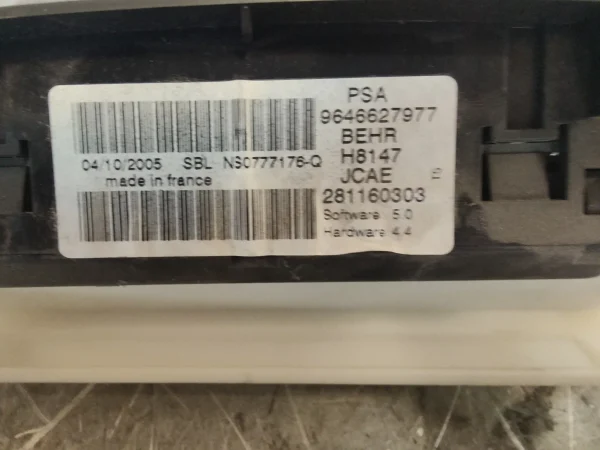 04/10/2005 SBL NS0777176-Q
made in france
PSA
9646627977
BEHR
H8147
JCAE
281160303
Software 5.0
Hardware 4.4